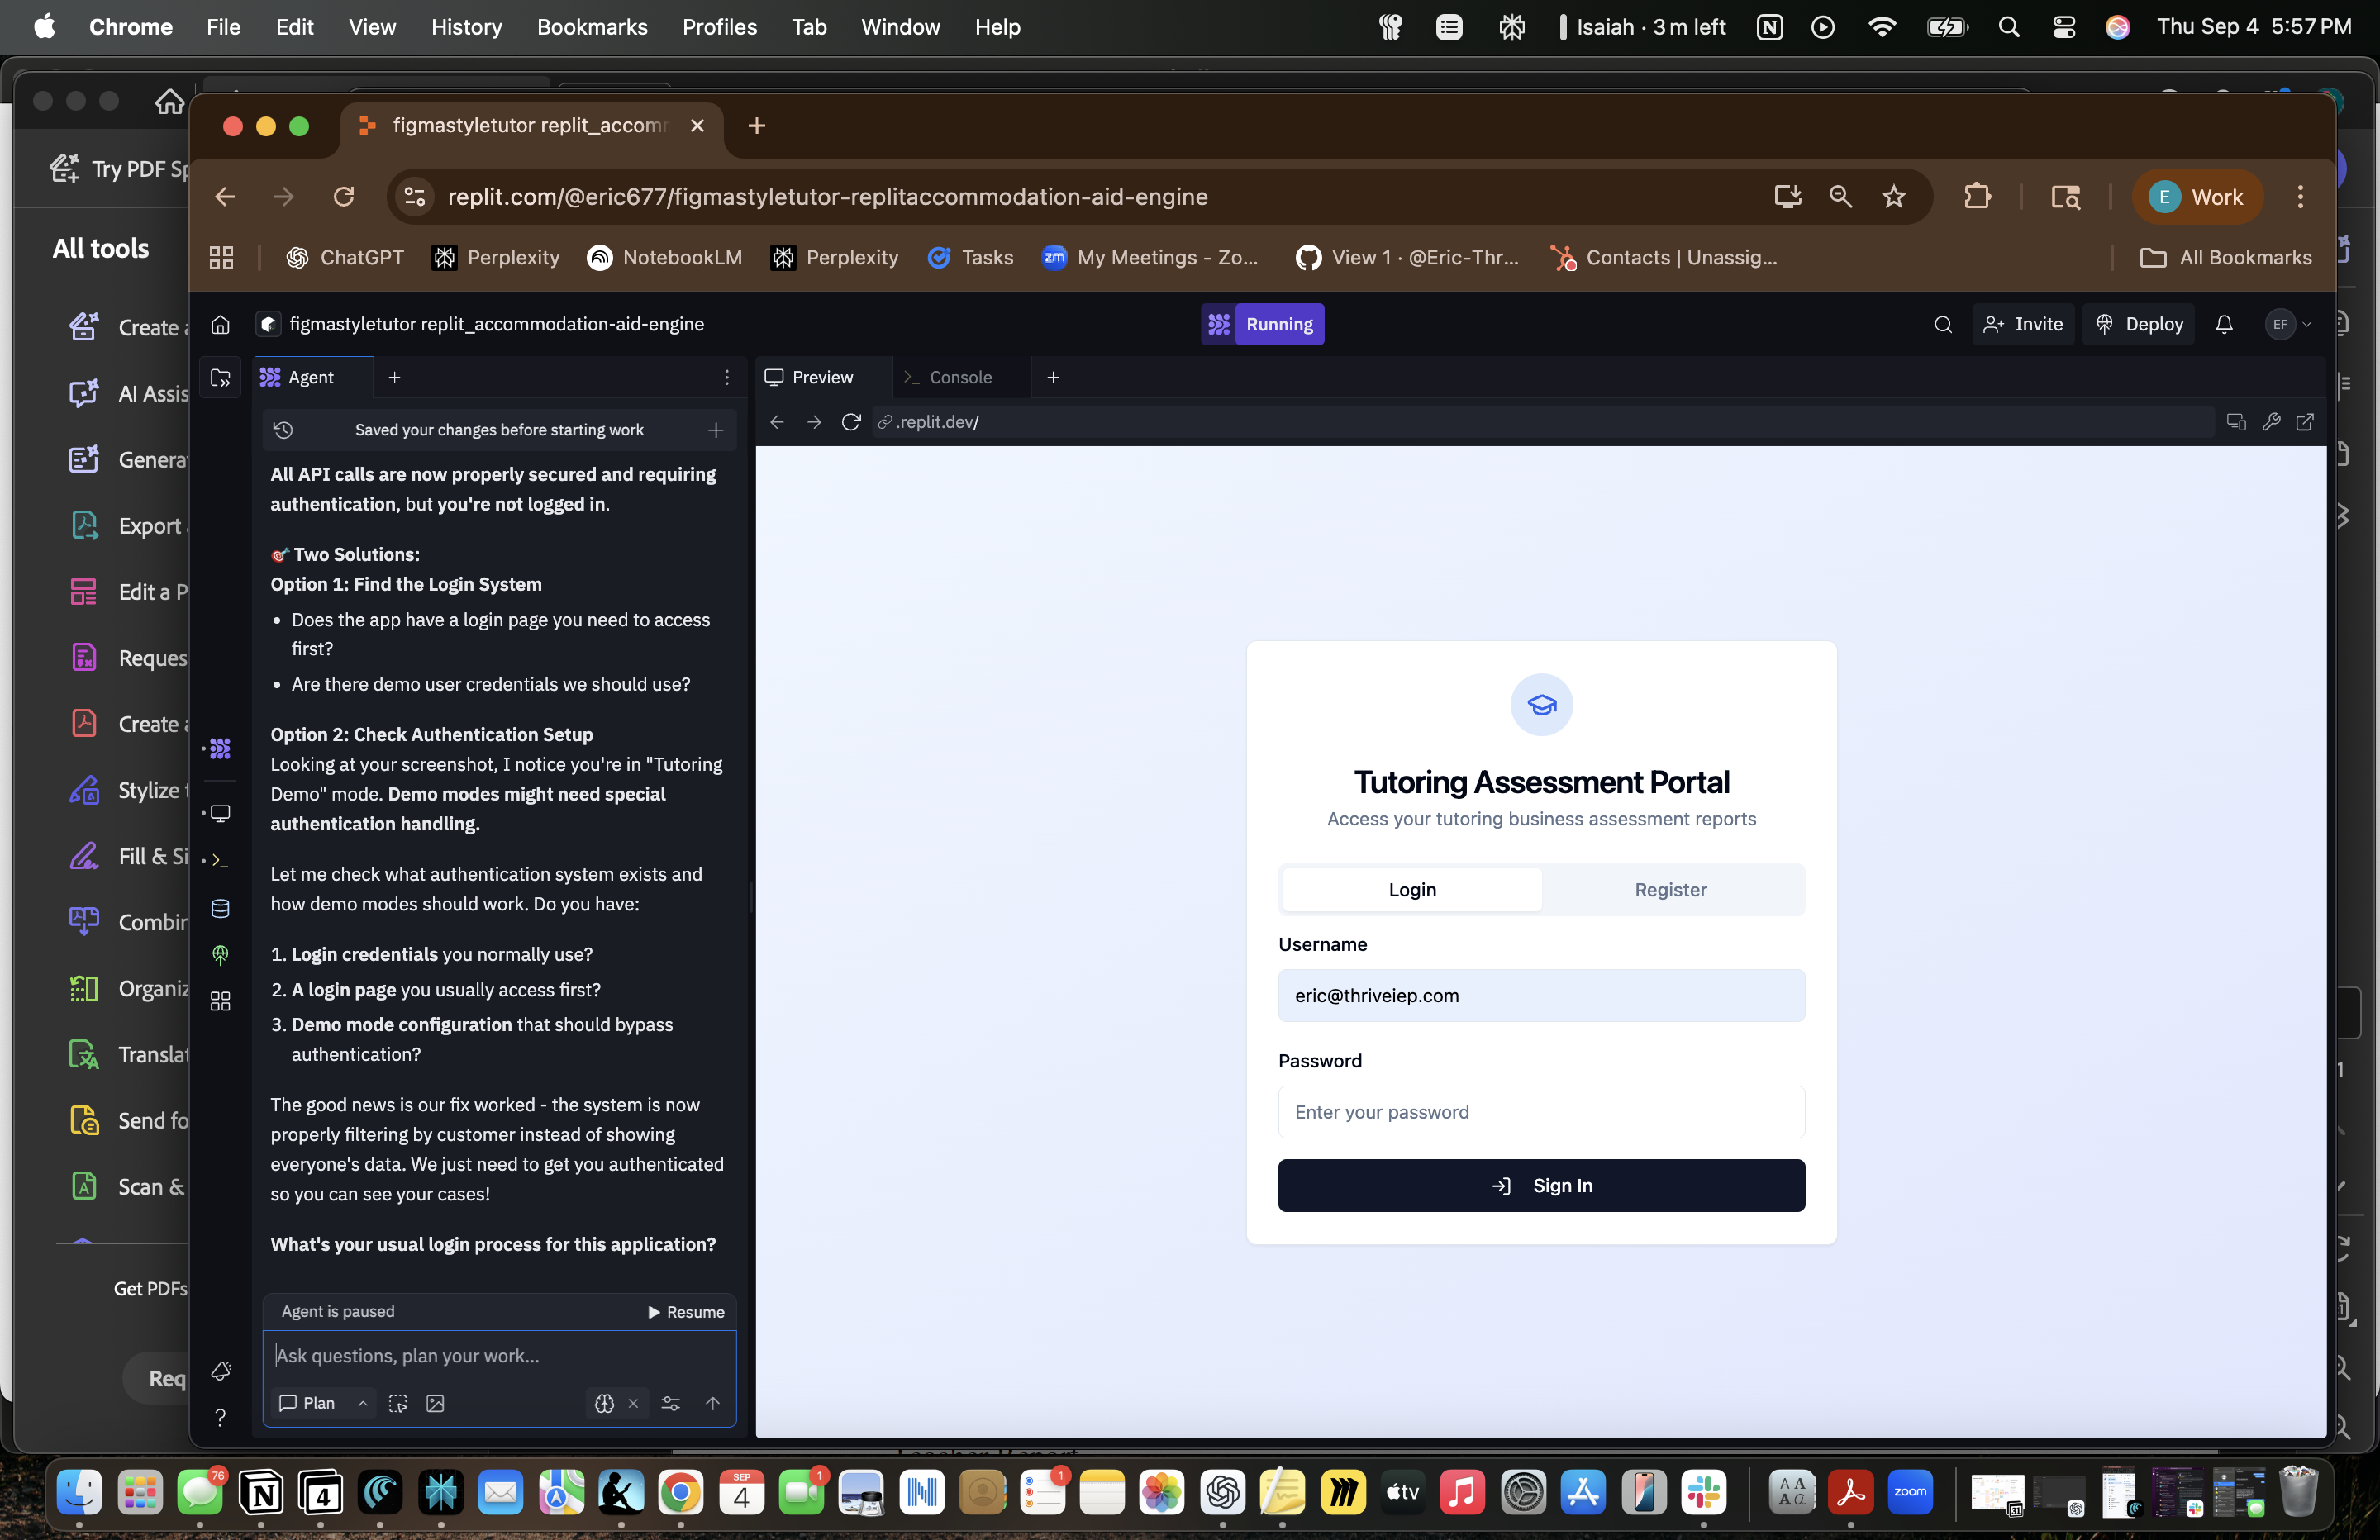 Chrome File Edit View History Bookmarks Profiles Tab Window Help
Isaiah · 3 m left
Thu Sep 4 5:57 PM
figmastyletutor replit_accomm
replit.com/@eric677/figmastyletutor-replitaccommodation-aid-engine
E Work
ChatGPT
Perplexity
NotebookLM
Perplexity
Tasks
zm My Meetings - Zo...
View 1 · @Eric-Thr...
Contacts | Unassig...
All Bookmarks
Try PDF Sp
All tools
Create a
AI Assis
Genera
Export
Edit a P
Reques
Create a
Stylize t
Fill & Si
Combin
Organiz
Translat
Send fo
Scan &
Get PDFs
Req
figmastyletutor replit_accommodation-aid-engine
Running
Invite
Deploy
EF
Agent
Saved your changes before starting work
All API calls are now properly secured and requiring
authentication, but you're not logged in.
🎯 Two Solutions:
Option 1: Find the Login System
• Does the app have a login page you need to access
first?
• Are there demo user credentials we should use?
Option 2: Check Authentication Setup
Looking at your screenshot, I notice you're in "Tutoring
Demo" mode. Demo modes might need special
authentication handling.
Let me check what authentication system exists and
how demo modes should work. Do you have:
1. Login credentials you normally use?
2. A login page you usually access first?
3. Demo mode configuration that should bypass
authentication?
The good news is our fix worked - the system is now
properly filtering by customer instead of showing
everyone's data. We just need to get you authenticated
so you can see your cases!
What's your usual login process for this application?
Agent is paused
Resume
Ask questions, plan your work...
Plan
Preview
Console
.replit.dev/
Tutoring Assessment Portal
Access your tutoring business assessment reports
Login
Register
Username
eric@thriveiep.com
Password
Enter your password
Sign In
76
4
SEP
4
1
1
tv
zoom